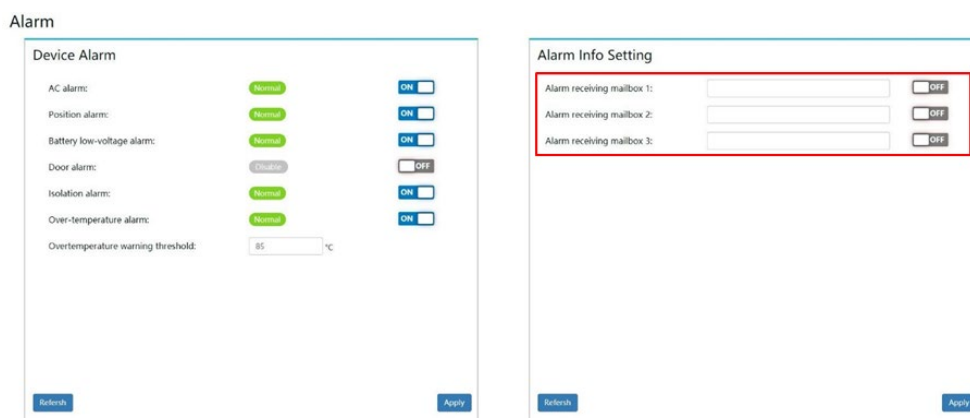 Alarm
Device Alarm
AC alarm: Normal ON
Position alarm: Normal ON
Battery low-voltage alarm: Normal ON
Door alarm: Disable OFF
Isolation alarm: Normal ON
Over-temperature alarm: Normal ON
Overtemperature warning threshold: 85 °C
Refersh Apply
Alarm Info Setting
Alarm receiving mailbox 1: OFF
Alarm receiving mailbox 2: OFF
Alarm receiving mailbox 3: OFF
Refersh Apply